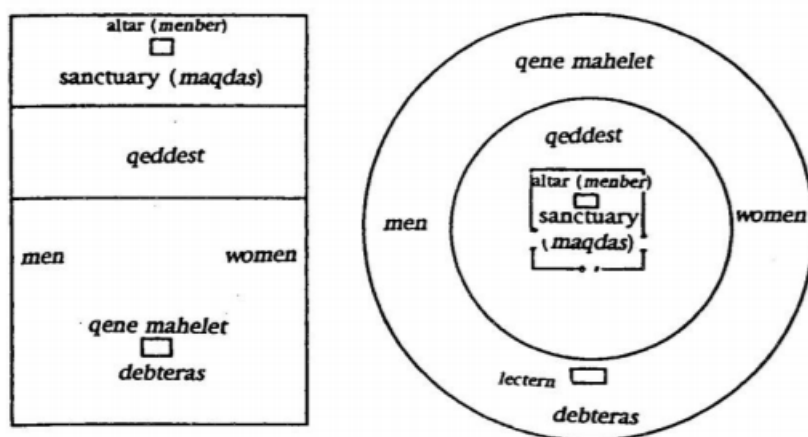 altar (menber)
sanctuary (maqdas)
qeddest
men women
qene mahelet
debteras
qene mahelet
qeddest
altar (menber)
men sanctuary women
(maqdas)
lectern
debteras